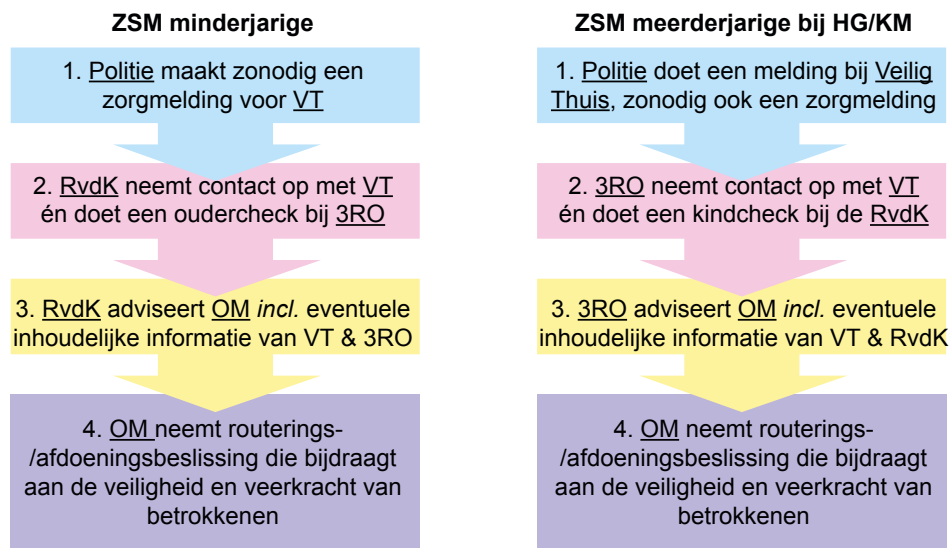 ZSM minderjarige
1. Politie maakt zonodig een
zorgmelding voor VT
2. RvdK neemt contact op met VT
én doet een oudercheck bij 3RO
3. RvdK adviseert OM incl. eventuele
inhoudelijke informatie van VT & 3RO
4. OM neemt routerings-
/afdoeningsbeslissing die bijdraagt
aan de veiligheid en veerkracht van
betrokkenen
ZSM meerderjarige bij HG/KM
1. Politie doet een melding bij Veilig
Thuis, zonodig ook een zorgmelding
2. 3RO neemt contact op met VT
én doet een kindcheck bij de RvdK
3. 3RO adviseert OM incl. eventuele
inhoudelijke informatie van VT & RvdK
4. OM neemt routerings-
/afdoeningsbeslissing die bijdraagt
aan de veiligheid en veerkracht van
betrokkenen